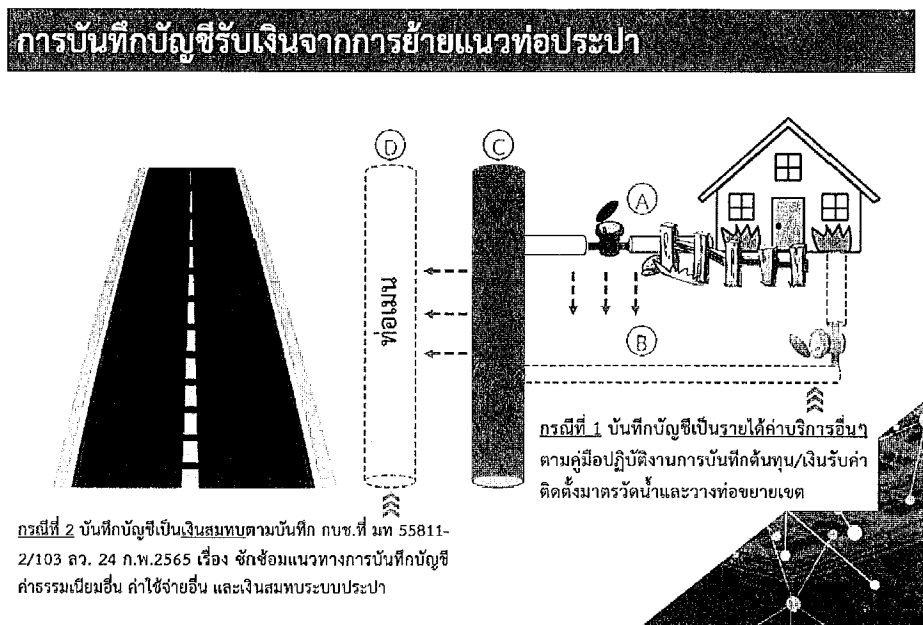 การบันทึกบัญชีรับเงินจากการย้ายแนวท่อประปา
D
C
A
ท่อเมน
B
กรณีที่ 1 บันทึกบัญชีเป็นรายได้ค่าบริการอื่นๆ
ตามคู่มือปฏิบัติงานการบันทึกต้นทุน/เงินรับค่า
ติดตั้งมาตรวัดน้ำและวางท่อขยายเขต
กรณีที่ 2 บันทึกบัญชีเป็นเงินสมทบตามบันทึก กบช.ที่ มท 55811-
2/103 ลว. 24 ก.พ.2565 เรื่อง ซักซ้อมแนวทางการบันทึกบัญชี
ค่าธรรมเนียมอื่น ค่าใช้จ่ายอื่น และเงินสมทบระบบประปา